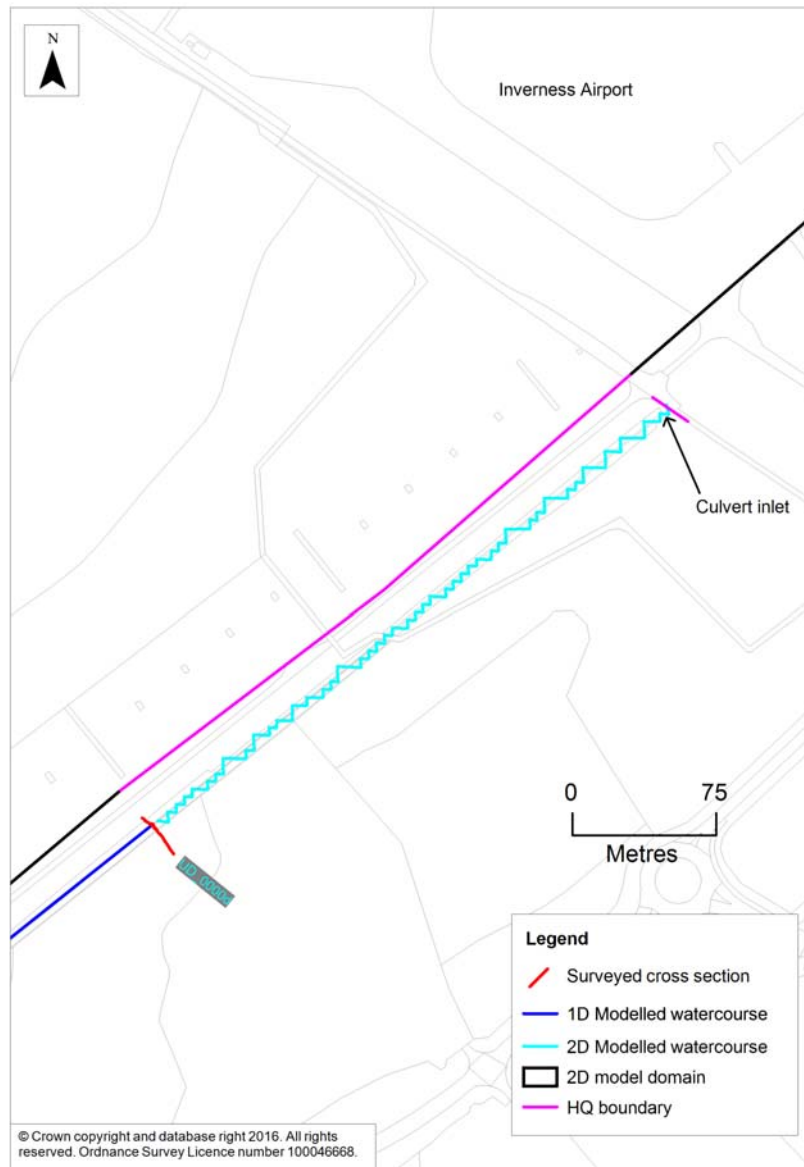 N
Inverness Airport
Culvert inlet
0 75
Metres
UD_0000d
Legend
Surveyed cross section
1D Modelled watercourse
2D Modelled watercourse
2D model domain
HQ boundary
© Crown copyright and database right 2016. All rights
reserved. Ordnance Survey Licence number 100046668.